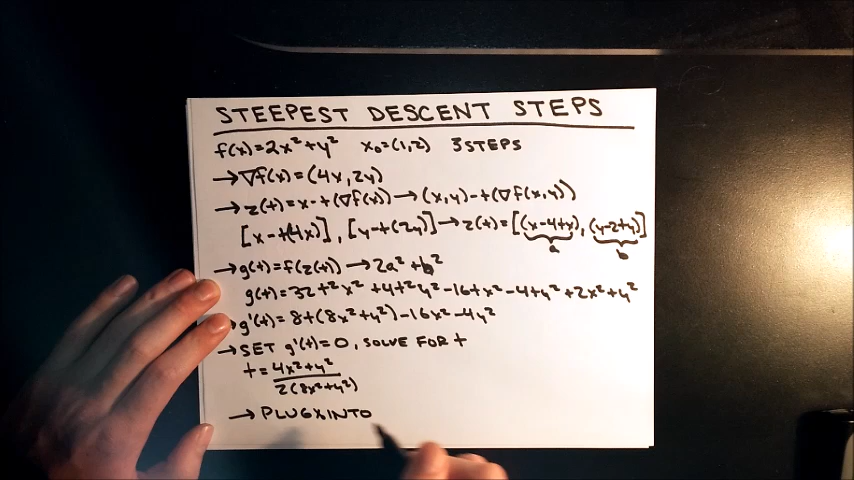 STEEPEST DESCENT STEPS
f(x)=2x²+y² x₀=(1,2) 3 STEPS
→∇f(x)=(4x,2y)
→z(t)=x-t(∇f(x))→(x,y)-t(∇f(x,y))
[x-t(4x)],[y-t(2y)]→z(t)=[(x-4tx),(y-2ty)]
a b
→g(t)=f(z(t))→2a²+b²
g(t)=32t²x²+4t²y²-16tx²-4ty²+2x²+y²
→g'(t)=8t(8x²+y²)-16x²-4y²
→SET g'(t)=0, SOLVE FOR t
t=4x²+y²
2(8x²+y²)
→PLUG X INTO